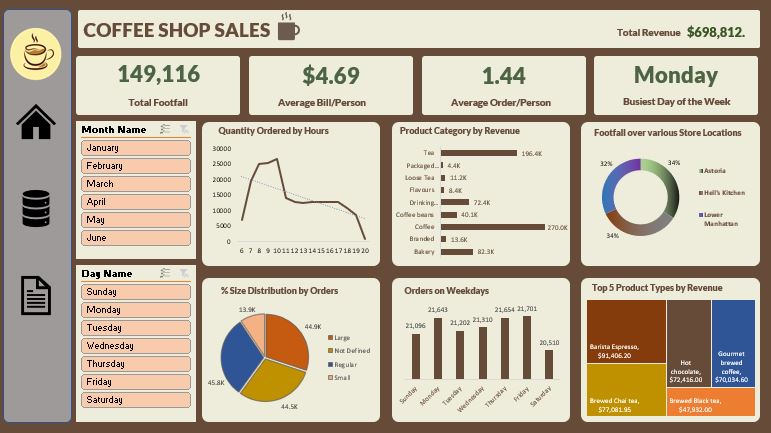 COFFEE SHOP SALES
Total Revenue $698,812.
149,116
Total Footfall
$4.69
Average Bill/Person
1.44
Average Order/Person
Monday
Busiest Day of the Week
Month Name
January
February
March
April
May
June
Day Name
Sunday
Monday
Tuesday
Wednesday
Thursday
Friday
Saturday
Quantity Ordered by Hours
30000
25000
20000
15000
10000
5000
0
6 7 8 9 10 11 12 13 14 15 16 17 18 19 20
Product Category by Revenue
Tea 196.4K
Packaged... 4.4K
Loose Tea 11.2K
Flavours 8.4K
Drinking... 72.4K
Coffee beans 40.1K
Coffee 270.0K
Branded 13.6K
Bakery 82.3K
Footfall over various Store Locations
32%
34%
34%
Astoria
Hell's Kitchen
Lower
Manhattan
% Size Distribution by Orders
13.9K
44.9K
45.8K
44.5K
Large
Not Defined
Regular
Small
Orders on Weekdays
21,096
21,643
21,202
21,310
21,654
21,701
20,510
Sunday
Monday
Tuesday
Wednesday
Thursday
Friday
Saturday
Top 5 Product Types by Revenue
Barista Espresso,
$91,406.20
Brewed Chai tea,
$77,081.95
Hot
chocolate,
$72,416.00
Gourmet
brewed
coffee,
$70,034.60
Brewed Black tea,
$47,932.00